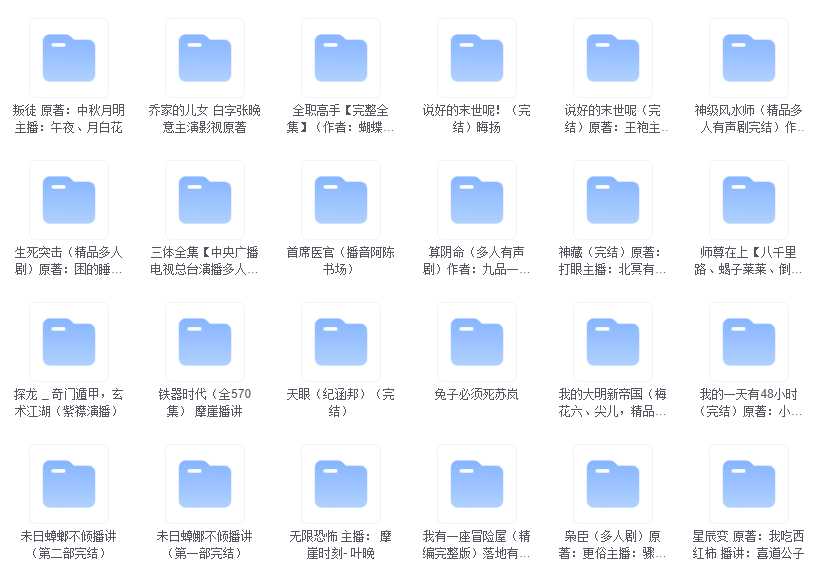 叛徒 原著：中秋月明
主播：午夜、月白花
乔家的儿女 白字张晚
意主演影视原著
全职高手【完整全
集】（作者：蝴蝶...
说好的末世呢！（完
结）晦扬
说好的末世呢（完
结）原著：王袍主...
神级风水师（精品多
人有声剧完结）作...
生死突击（精品多人
剧）原著：困的睡...
三体全集【中央广播
电视总台演播多人...
首席医官（播音阿陈
书场）
算阴命（多人有声
剧）作者：九品一...
神藏（完结）原著：
打眼主播：北冥有...
师尊在上【八千里
路、蝎子莱莱、倒...
探龙 _ 奇门遁甲，玄
术江湖（紫襟演播）
铁器时代（全570
集） 摩崖播讲
天眼（纪涵邦）（完
结）
兔子必须死苏岚
我的大明新帝国（梅
花六、尖儿，精品...
我的一天有48小时
（完结）原著：小...
未日蟑螂不倾播讲
（第二部完结）
未日蟑螂不倾播讲
（第一部完结）
无限恐怖 主播： 摩
崖时刻- 叶晚
我有一座冒险屋（精
编完整版）落地有...
枭臣（多人剧）原
著：更俗主播：骤...
星辰变 原著：我吃西
红柿 播讲：喜道公子